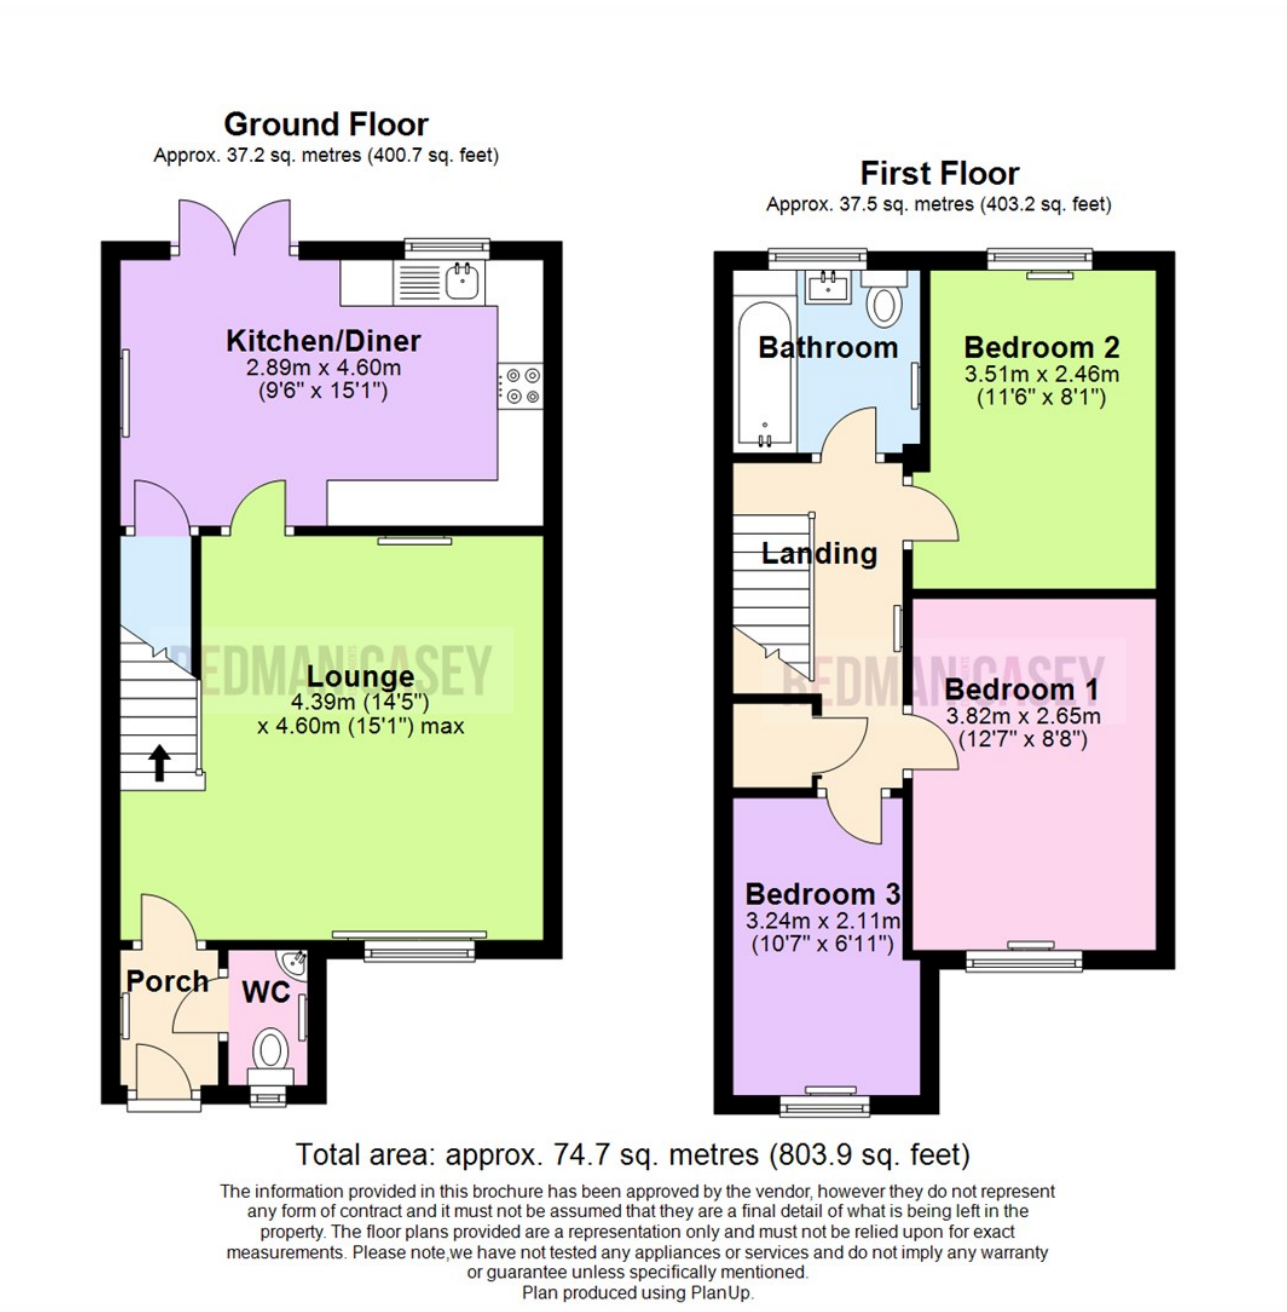 Ground Floor
Approx. 37.2 sq. metres (400.7 sq. feet)
Kitchen/Diner
2.89m x 4.60m
(9'6" x 15'1")
REDMAN CASEY
Lounge
4.39m (14'5")
x 4.60m (15'1") max
Porch
WC
First Floor
Approx. 37.5 sq. metres (403.2 sq. feet)
Bathroom
Bedroom 2
3.51m x 2.46m
(11'6" x 8'1")
Landing
REDMAN CASEY
Bedroom 1
3.82m x 2.65m
(12'7" x 8'8")
Bedroom 3
3.24m x 2.11m
(10'7" x 6'11")
Total area: approx. 74.7 sq. metres (803.9 sq. feet)
The information provided in this brochure has been approved by the vendor, however they do not represent
any form of contract and it must not be assumed that they are a final detail of what is being left in the
property. The floor plans provided are a representation only and must not be relied upon for exact
measurements. Please note,we have not tested any appliances or services and do not imply any warranty
or guarantee unless specifically mentioned.
Plan produced using PlanUp.